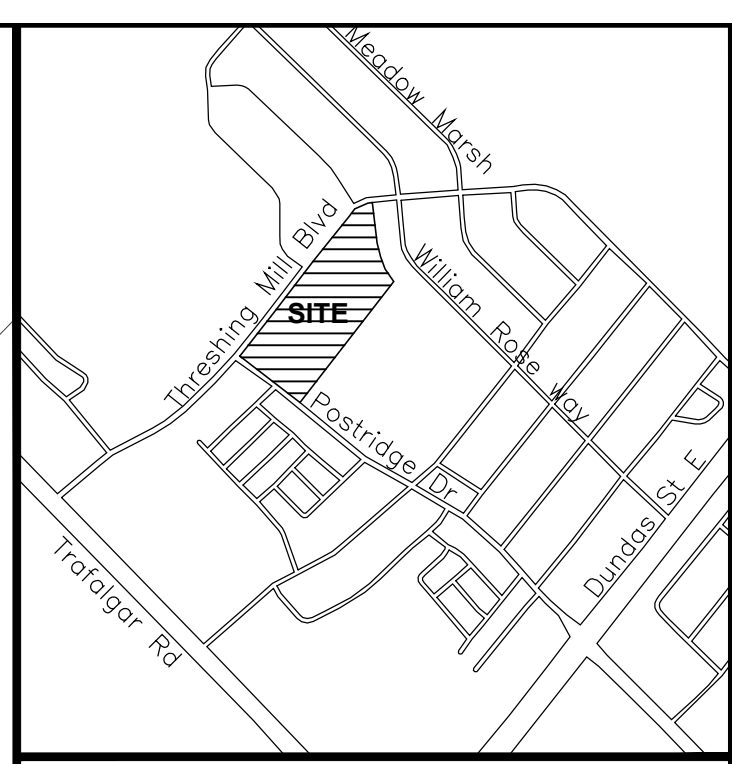 Meadow Marsh
Threshing Mill Blvd
William Rose way
SITE
Postridge Dr
Dundas St E
Trafalgar Rd